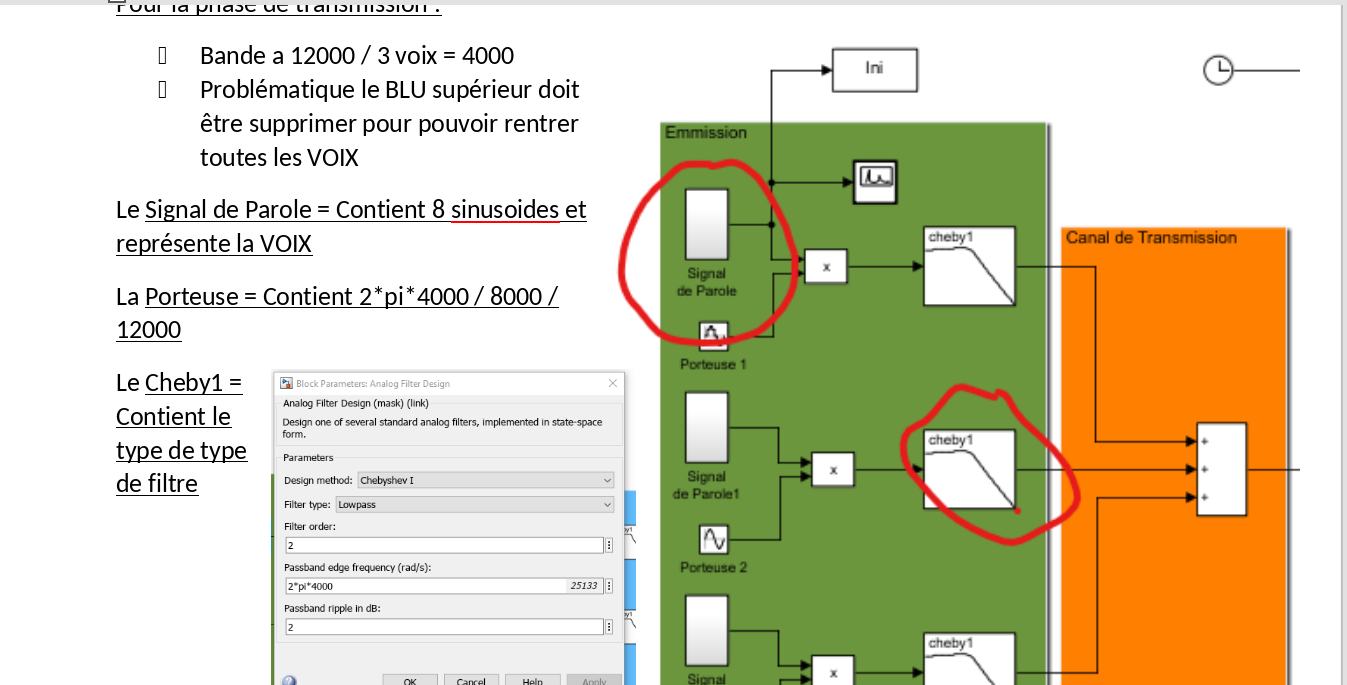 Pour la phase de transmission :
Bande a 12000 / 3 voix = 4000
Problématique le BLU supérieur doit
être supprimer pour pouvoir rentrer
toutes les VOIX
Le Signal de Parole = Contient 8 sinusoides et
représente la VOIX
La Porteuse = Contient 2*pi*4000 / 8000 /
12000
Le Cheby1 =
Contient le
type de type
de filtre
Block Parameters: Analog Filter Design
Analog Filter Design (mask) (link)
Design one of several standard analog filters, implemented in state-space
form.
Parameters
Design method: Chebyshev I
Filter type: Lowpass
Filter order:
2
Passband edge frequency (rad/s):
2*pi*4000 25133
Passband ripple in dB:
2
OK Cancel Help Apply
Ini
Emmission
Signal
de Parole
x
cheby1
Porteuse 1
Canal de Transmission
Signal
de Parole1
x
cheby1
Porteuse 2
+
+
+
Signal
x
cheby1